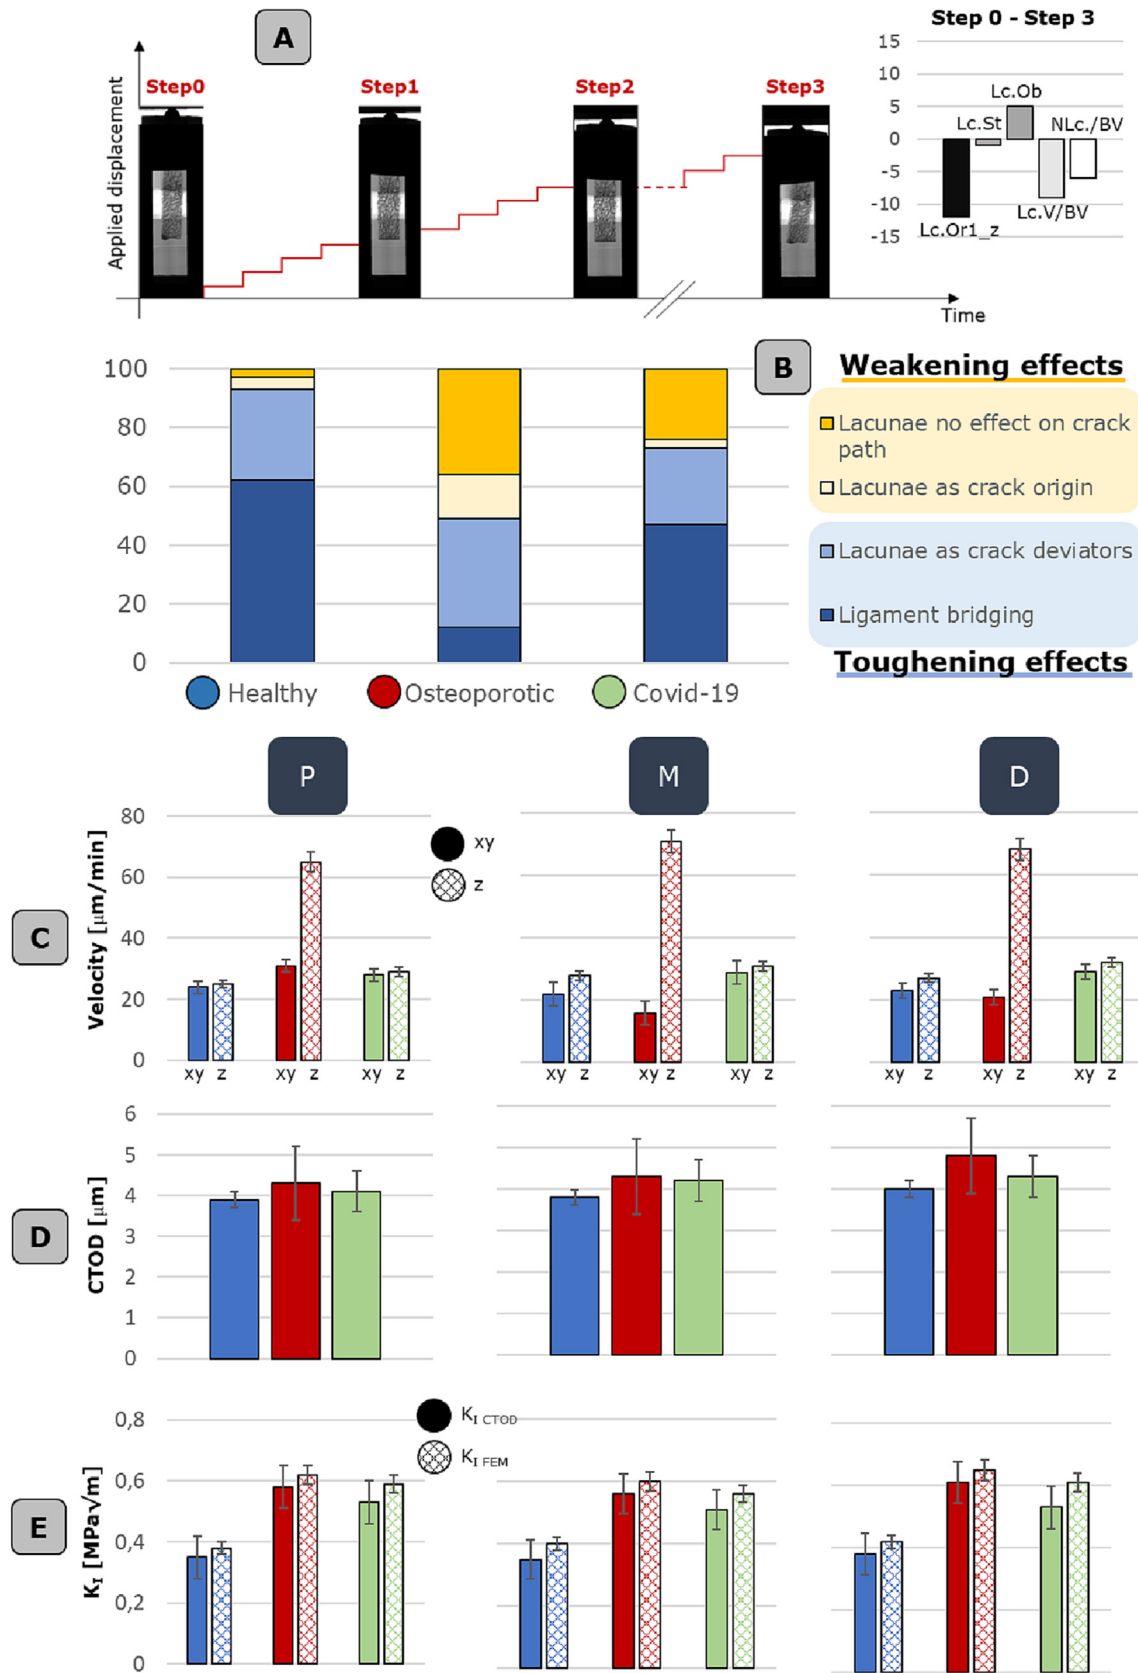 A
Step 0 - Step 3
Applied displacement
Step0
Step1
Step2
Step3
15
10
5
0
-5
-10
-15
Lc.Ob
Lc.St
NLc./BV
Lc.V/BV
Lc.Or1_z
Time
B
100
80
60
40
20
0
Weakening effects
Lacunae no effect on crack
path
Lacunae as crack origin
Lacunae as crack deviators
Ligament bridging
Toughening effects
Healthy
Osteoporotic
Covid-19
P
M
D
C
Velocity [µm/min]
80
60
40
20
0
xy
z
xy z xy z xy z
xy z xy z xy z
xy z xy z xy z
D
CTOD [µm]
6
5
4
3
2
1
0
E
K_I [MPa√m]
0,8
0,6
0,4
0,2
0
K_I CTOD
K_I FEM